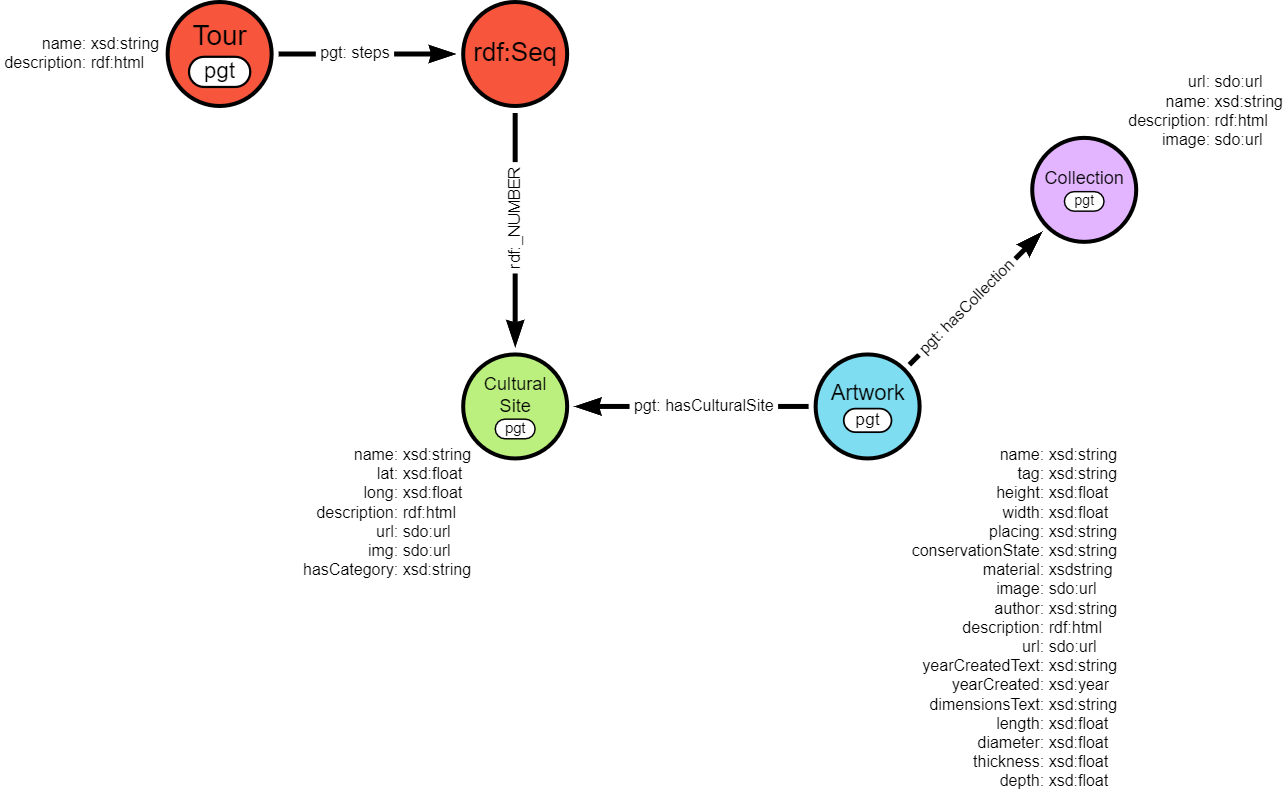 Tour
pgt
name: xsd:string
description: rdf:html
pgt: steps
rdf:Seq
rdf:_NUMBER
url: sdo:url
name: xsd:string
description: rdf:html
image: sdo:url
Collection
pgt
pgt: hasCollection
Cultural
Site
pgt
pgt: hasCulturalSite
Artwork
pgt
name: xsd:string
lat: xsd:float
long: xsd:float
description: rdf:html
url: sdo:url
img: sdo:url
hasCategory: xsd:string
name: xsd:string
tag: xsd:string
height: xsd:float
width: xsd:float
placing: xsd:string
conservationState: xsd:string
material: xsdstring
image: sdo:url
author: xsd:string
description: rdf:html
url: sdo:url
yearCreatedText: xsd:string
yearCreated: xsd:year
dimensionsText: xsd:string
length: xsd:float
diameter: xsd:float
thickness: xsd:float
depth: xsd:float